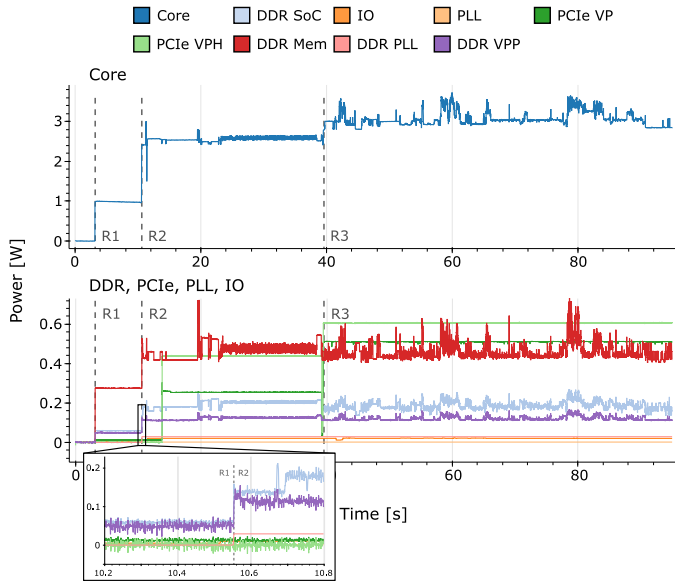 Core DDR SoC IO PLL PCIe VP
PCIe VPH DDR Mem DDR PLL DDR VPP
Core
3
2
1
0
R1 R2 R3
0 20 40 60 80
Power [W]
DDR, PCIe, PLL, IO
R1 R2 R3
0.6
0.4
0.2
0
0 60 80
R1 R2
0.2
0.1
0
10.2 10.4 10.6 10.8
Time [s]